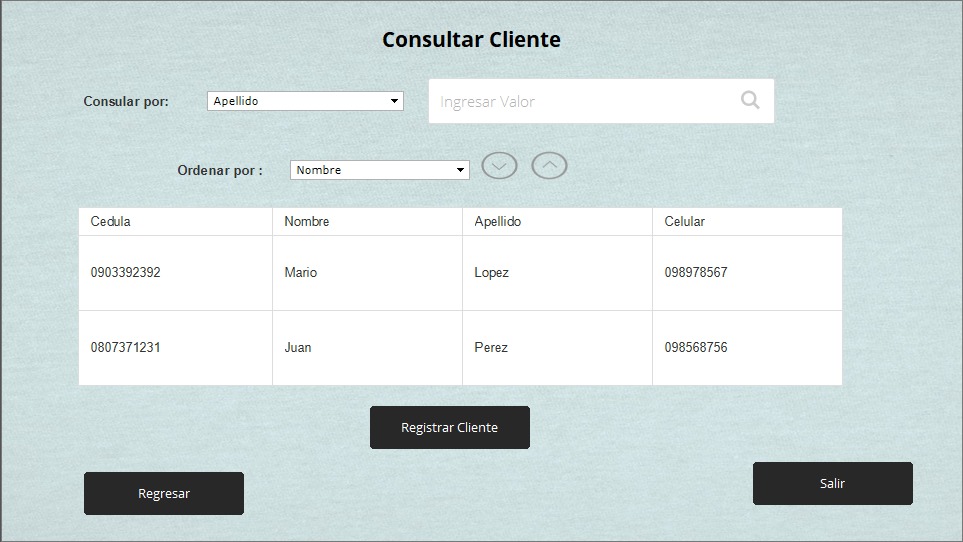 Consultar Cliente
Consular por: Apellido Ingresar Valor
Ordenar por : Nombre
Cedula Nombre Apellido Celular
0903392392 Mario Lopez 098978567
0807371231 Juan Perez 098568756
Registrar Cliente
Regresar Salir